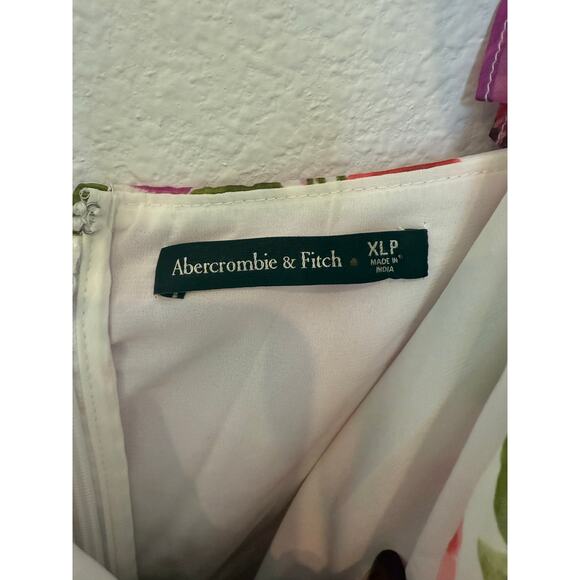 Abercrombie & Fitch
XLP
MADE IN
INDIA